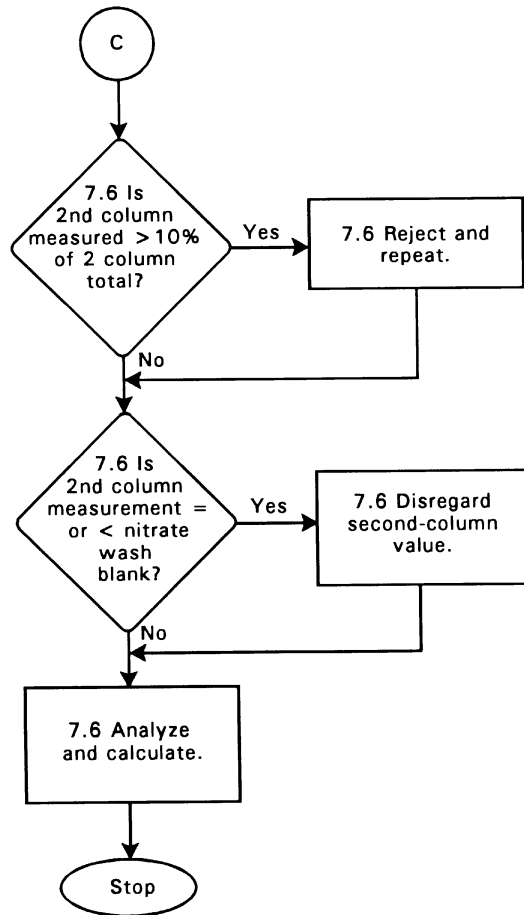 C
7.6 Is
2nd column
measured >10%
of 2 column
total?
Yes
7.6 Reject and
repeat.
No
7.6 Is
2nd column
measurement =
or < nitrate
wash
blank?
Yes
7.6 Disregard
second-column
value.
No
7.6 Analyze
and calculate.
Stop